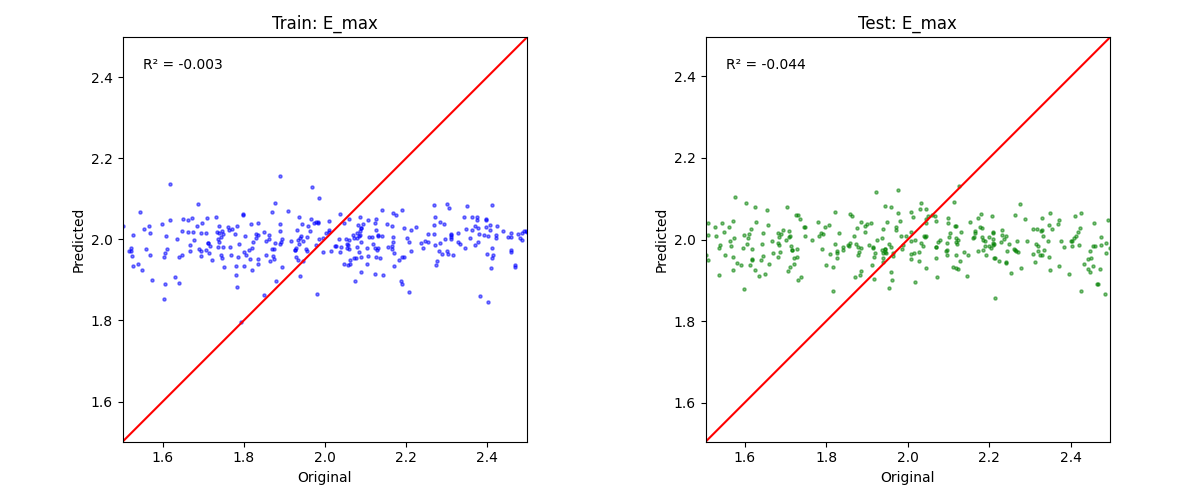 Train: E_max
R² = -0.003
2.4
2.2
2.0
1.8
1.6
Predicted
1.6 1.8 2.0 2.2 2.4
Original
Test: E_max
R² = -0.044
2.4
2.2
2.0
1.8
1.6
Predicted
1.6 1.8 2.0 2.2 2.4
Original